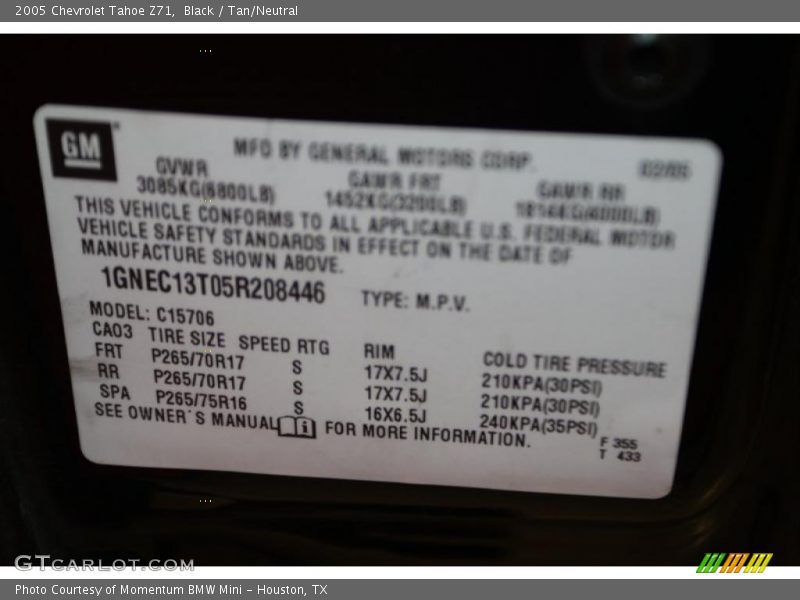 2005 Chevrolet Tahoe Z71, Black / Tan/Neutral
GM
MFD BY GENERAL MOTORS CORP. 02/05
GVWR GAWR FRT GAWR RR
3085KG(6800LB) 1452KG(3200LB) 1814KG(4000LB)
THIS VEHICLE CONFORMS TO ALL APPLICABLE U.S. FEDERAL MOTOR
VEHICLE SAFETY STANDARDS IN EFFECT ON THE DATE OF
MANUFACTURE SHOWN ABOVE.
1GNEC13T05R208446 TYPE: M.P.V.
MODEL: C15706
CA03 TIRE SIZE SPEED RTG RIM COLD TIRE PRESSURE
FRT P265/70R17 S 17X7.5J 210KPA(30PSI)
RR P265/70R17 S 17X7.5J 210KPA(30PSI)
SPA P265/75R16 S 16X6.5J 240KPA(35PSI)
SEE OWNER'S MANUAL FOR MORE INFORMATION.
F 355
T 433
GTCARLOT.COM
Photo Courtesy of Momentum BMW Mini - Houston, TX